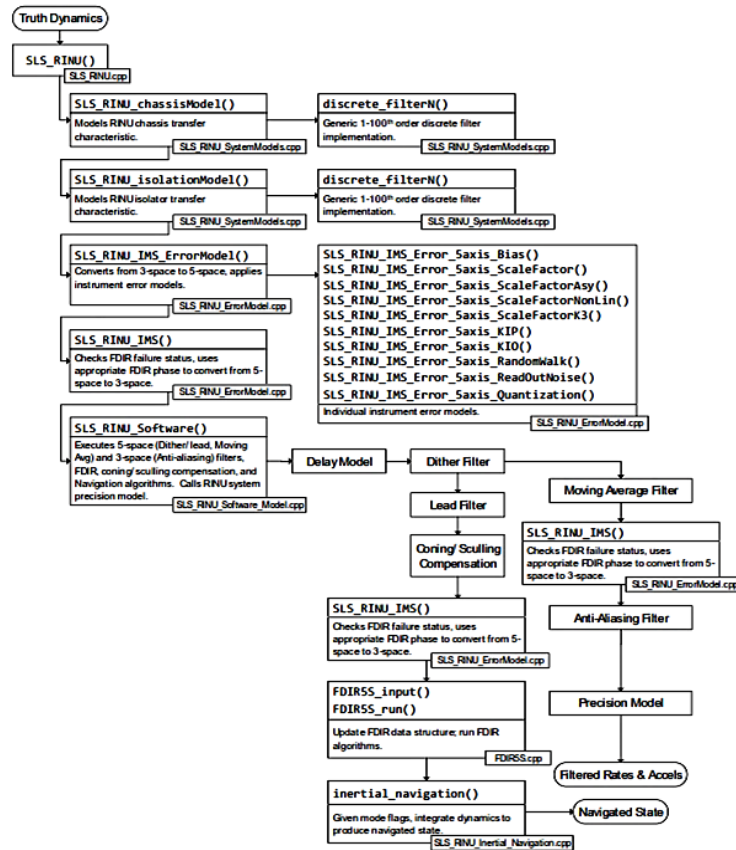 Truth Dynamics
SLS_RINU()
SLS_RINU.cpp
SLS_RINU_chassisModel()
Models RINU chassis transfer
characteristic.
SLS_RINU_SystemModels.cpp
discrete_filterN()
Generic 1-100th order discrete filter
implementation.
SLS_RINU_SystemModels.cpp
SLS_RINU_isolationModel()
Models RINU isolator transfer
characteristic.
SLS_RINU_SystemModels.cpp
discrete_filterN()
Generic 1-100th order discrete filter
implementation.
SLS_RINU_SystemModels.cpp
SLS_RINU_IMS_ErrorModel()
Converts from 3-space to 5-space, applies
instrument error models.
SLS_RINU_ErrorModel.cpp
SLS_RINU_IMS_Error_5axis_Bias()
SLS_RINU_IMS_Error_5axis_ScaleFactor()
SLS_RINU_IMS_Error_5axis_ScaleFactorAsy()
SLS_RINU_IMS_Error_5axis_ScaleFactorNonLin()
SLS_RINU_IMS_Error_5axis_ScaleFactorK3()
SLS_RINU_IMS_Error_5axis_KIP()
SLS_RINU_IMS_Error_5axis_KIO()
SLS_RINU_IMS_Error_5axis_RandomWalk()
SLS_RINU_IMS_Error_5axis_ReadOutNoise()
SLS_RINU_IMS_Error_5axis_Quantization()
Individual instrument error models.
SLS_RINU_ErrorModel.cpp
SLS_RINU_IMS()
Checks FDIR failure status, uses
appropriate FDIR phase to convert from 5-
space to 3-space.
SLS_RINU_ErrorModel.cpp
SLS_RINU_Software()
Executes 5-space (Dither/ lead, Moving
Avg) and 3-space (Anti-aliasing) filters,
FDIR, coning/ sculling compensation, and
Navigation algorithms. Calls RINU system
precision model.
SLS_RINU_Software_Model.cpp
Delay Model
Dither Filter
Lead Filter
Coning/ Sculling
Compensation
SLS_RINU_IMS()
Checks FDIR failure status, uses
appropriate FDIR phase to convert from 5-
space to 3-space.
SLS_RINU_ErrorModel.cpp
FDIR5S_input()
FDIR5S_run()
Update FDIR data structure; run FDIR
algorithms.
FDIR5S.cpp
inertial_navigation()
Given mode flags, integrate dynamics to
produce navigated state.
SLS_RINU_Inertial_Navigation.cpp
Navigated State
Moving Average Filter
SLS_RINU_IMS()
Checks FDIR failure status, uses
appropriate FDIR phase to convert from 5-
space to 3-space.
SLS_RINU_ErrorModel.cpp
Anti-Aliasing Filter
Precision Model
Filtered Rates & Accels